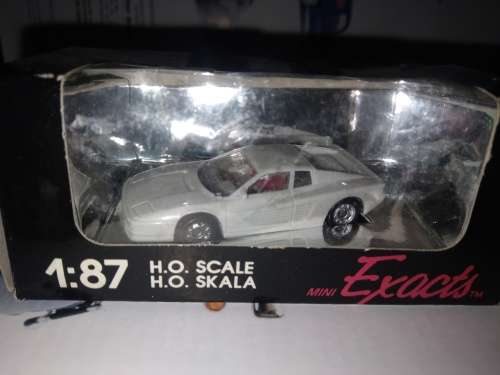 1:87 H.O. SCALE
H.O. SKALA
MINI Exacts TM